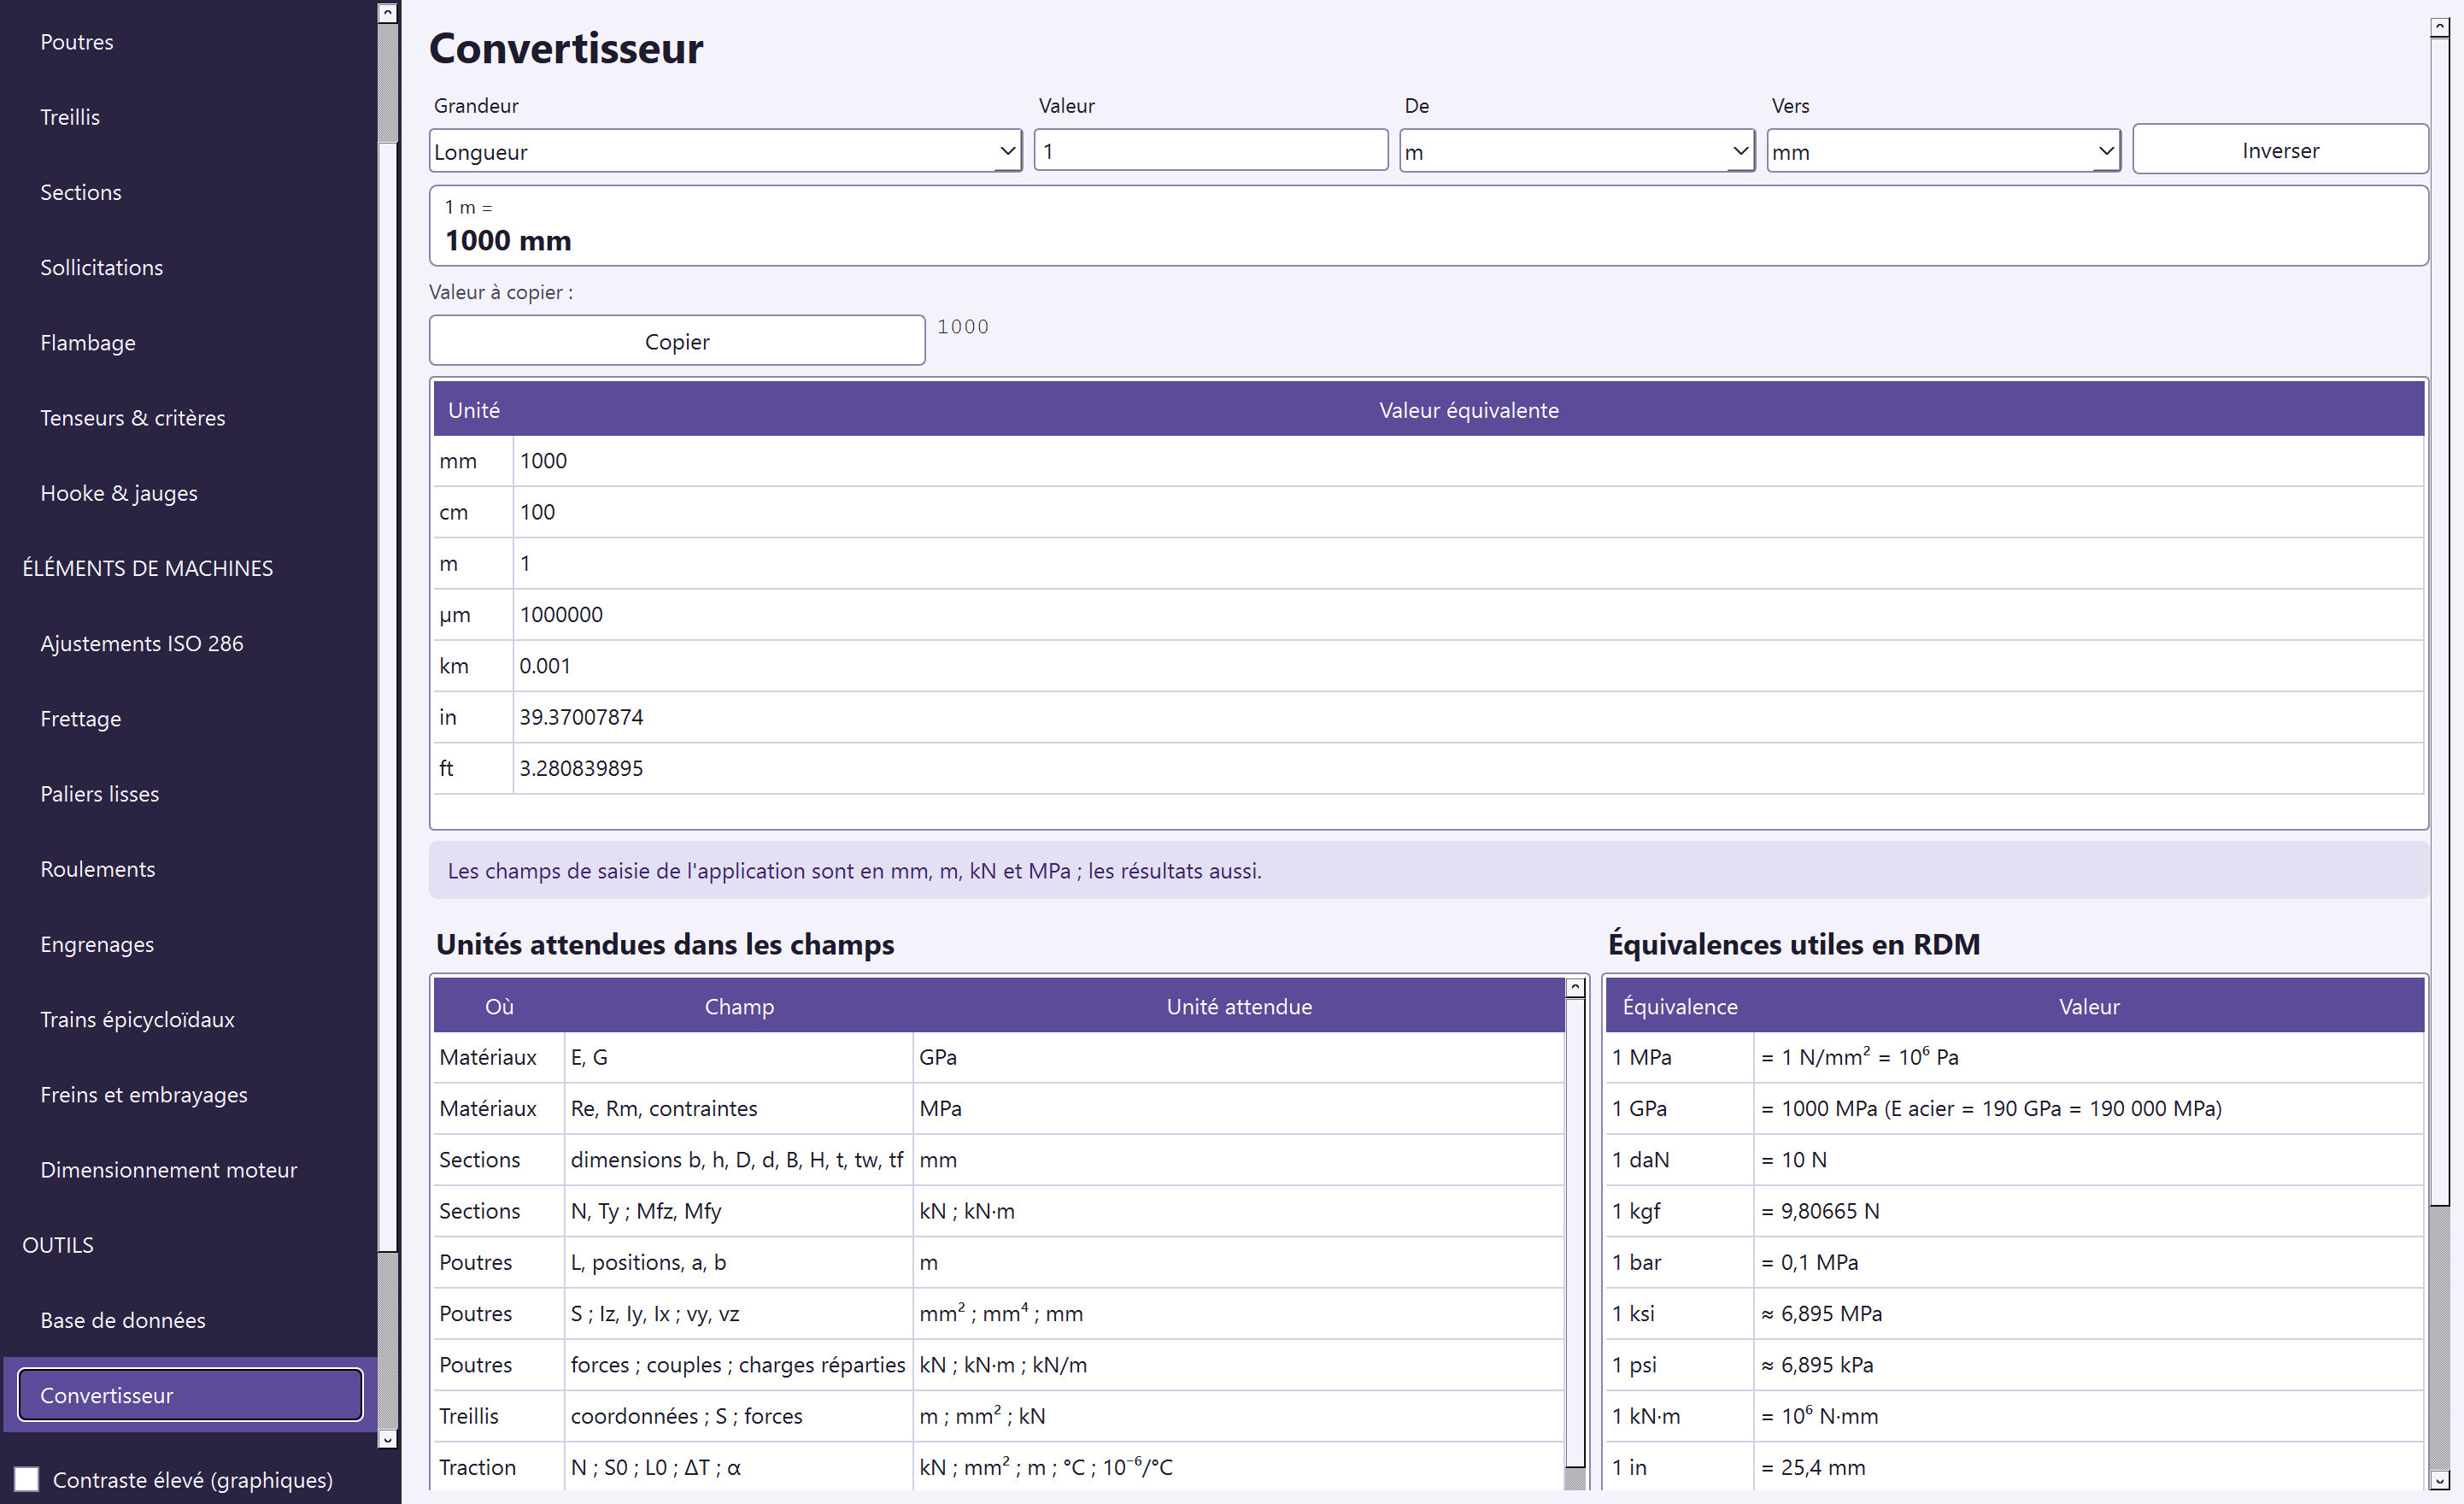 Poutres
Treillis
Sections
Sollicitations
Flambage
Tenseurs & critères
Hooke & jauges
ÉLÉMENTS DE MACHINES
Ajustements ISO 286
Frettage
Paliers lisses
Roulements
Engrenages
Trains épicycloïdaux
Freins et embrayages
Dimensionnement moteur
OUTILS
Base de données
Convertisseur
Contraste élevé (graphiques)
Convertisseur
Grandeur Valeur De Vers
Longueur 1 m mm Inverser
1 m =
1000 mm
Valeur à copier :
Copier 1000
Unité Valeur équivalente
mm 1000
cm 100
m 1
µm 1000000
km 0.001
in 39.37007874
ft 3.280839895
Les champs de saisie de l'application sont en mm, m, kN et MPa ; les résultats aussi.
Unités attendues dans les champs
Où Champ Unité attendue
Matériaux E, G GPa
Matériaux Re, Rm, contraintes MPa
Sections dimensions b, h, D, d, B, H, t, tw, tf mm
Sections N, Ty ; Mfz, Mfy kN ; kN·m
Poutres L, positions, a, b m
Poutres S ; Iz, Iy, Ix ; vy, vz mm² ; mm⁴ ; mm
Poutres forces ; couples ; charges réparties kN ; kN·m ; kN/m
Treillis coordonnées ; S ; forces m ; mm² ; kN
Traction N ; S0 ; L0 ; ΔT ; α kN ; mm² ; m ; °C ; 10⁻⁶/°C
Équivalences utiles en RDM
Équivalence Valeur
1 MPa = 1 N/mm² = 10⁶ Pa
1 GPa = 1000 MPa (E acier = 190 GPa = 190 000 MPa)
1 daN = 10 N
1 kgf = 9,80665 N
1 bar = 0,1 MPa
1 ksi ≈ 6,895 MPa
1 psi ≈ 6,895 kPa
1 kN·m = 10⁶ N·mm
1 in = 25,4 mm